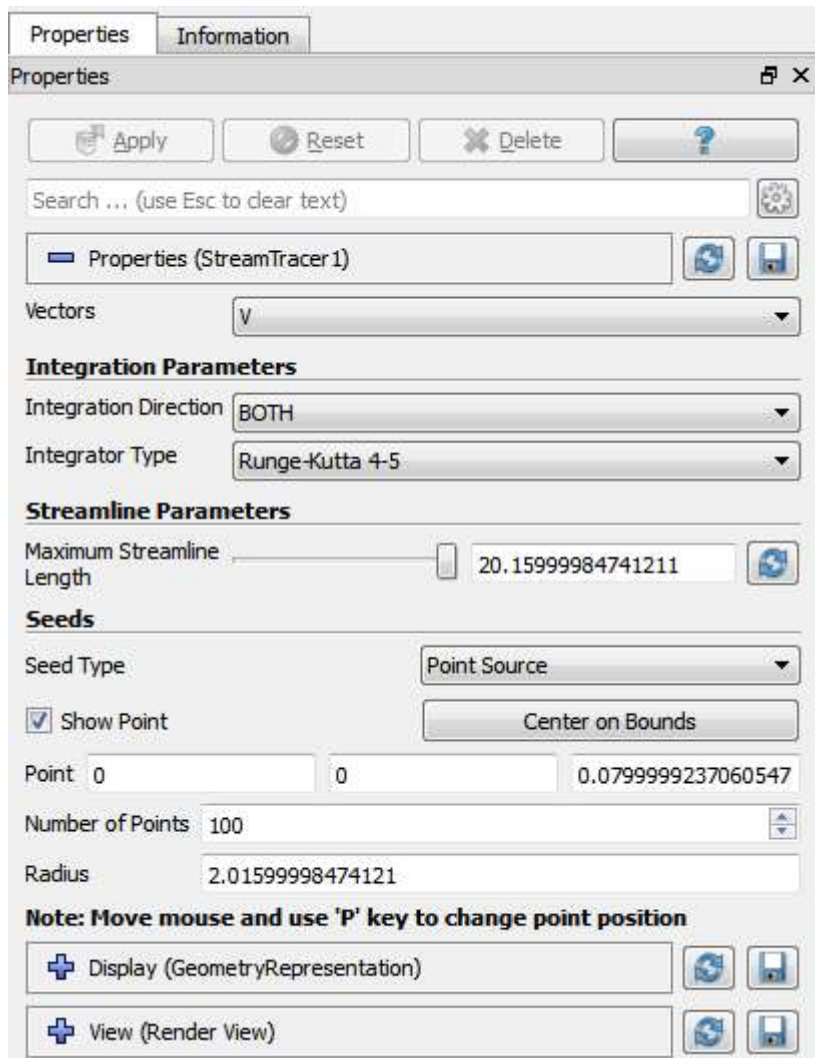 Properties Information
Properties
Apply Reset Delete ?
Search ... (use Esc to clear text)
Properties (StreamTracer1)
Vectors V
Integration Parameters
Integration Direction BOTH
Integrator Type Runge-Kutta 4-5
Streamline Parameters
Maximum Streamline Length 20.15999984741211
Seeds
Seed Type Point Source
Show Point Center on Bounds
Point 0 0 0.0799999237060547
Number of Points 100
Radius 2.01599998474121
Note: Move mouse and use 'P' key to change point position
Display (GeometryRepresentation)
View (Render View)